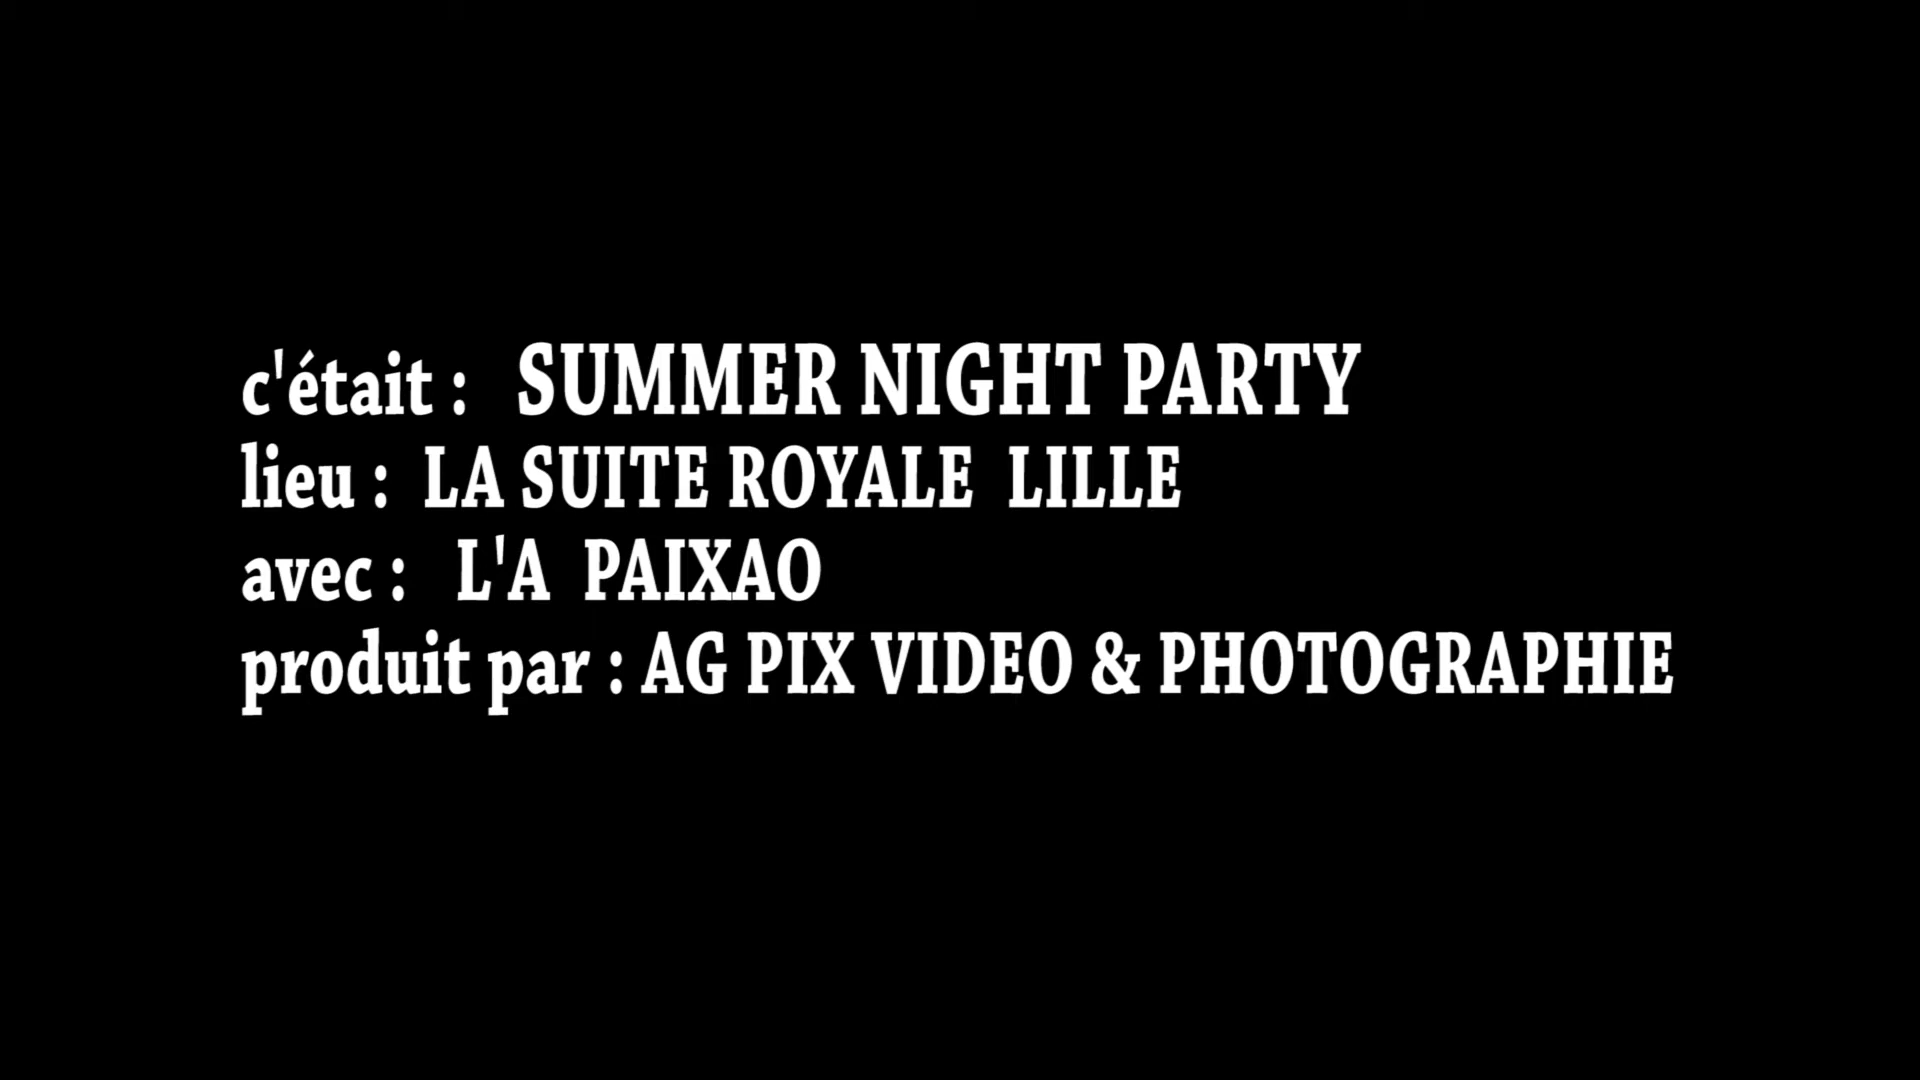 c'était : SUMMER NIGHT PARTY
lieu : LA SUITE ROYALE LILLE
avec : L'A PAIXAO
produit par : AG PIX VIDEO & PHOTOGRAPHIE